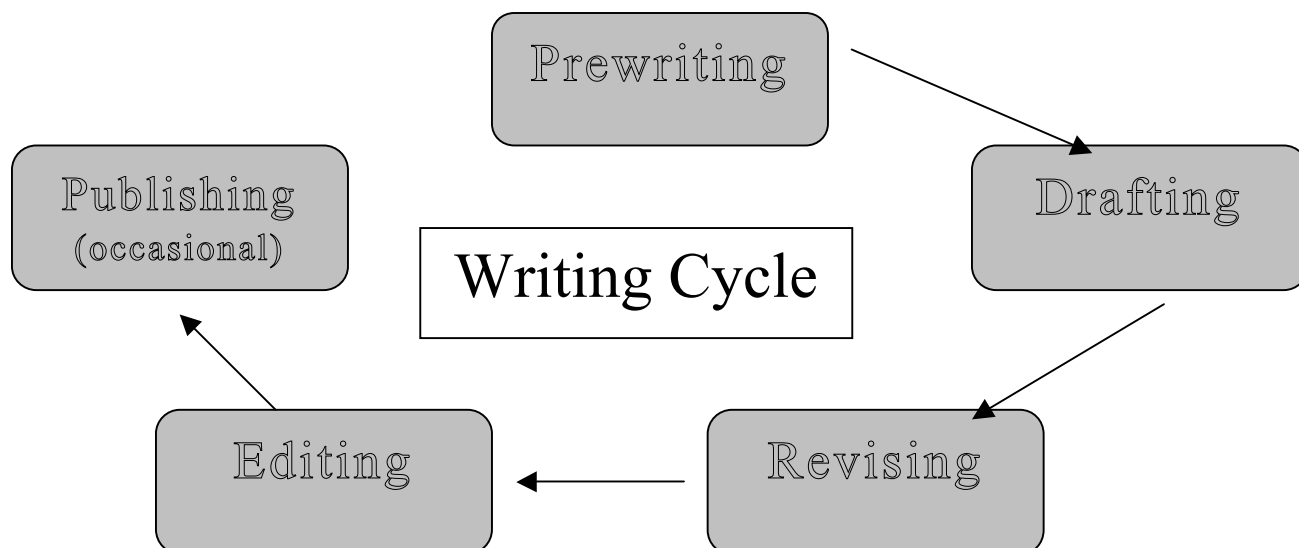 Prewriting
Publishing
(occasional)
Drafting
Writing Cycle
Editing
Revising